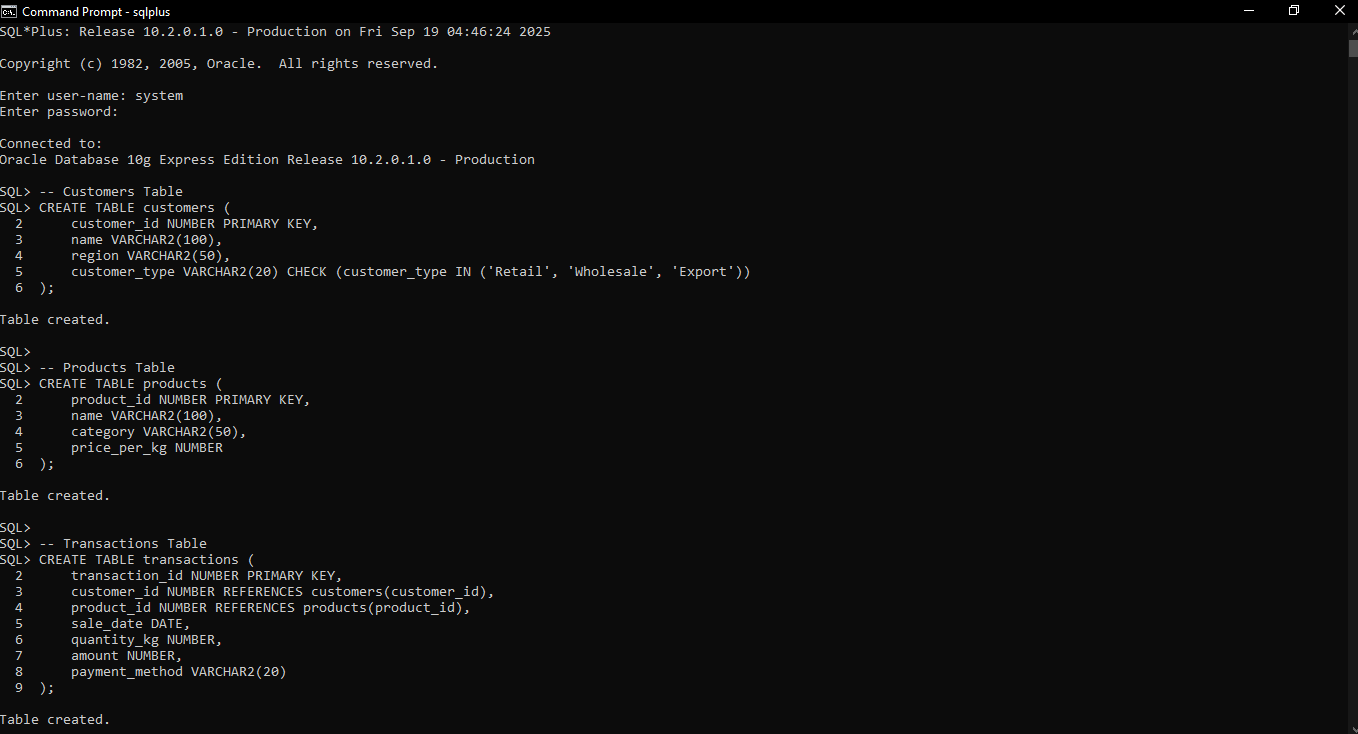 Command Prompt - sqlplus
SQL*Plus: Release 10.2.0.1.0 - Production on Fri Sep 19 04:46:24 2025
Copyright (c) 1982, 2005, Oracle.  All rights reserved.
Enter user-name: system
Enter password:
Connected to:
Oracle Database 10g Express Edition Release 10.2.0.1.0 - Production
SQL> -- Customers Table
SQL> CREATE TABLE customers (
  2      customer_id NUMBER PRIMARY KEY,
  3      name VARCHAR2(100),
  4      region VARCHAR2(50),
  5      customer_type VARCHAR2(20) CHECK (customer_type IN ('Retail', 'Wholesale', 'Export'))
  6  );
Table created.
SQL>
SQL> -- Products Table
SQL> CREATE TABLE products (
  2      product_id NUMBER PRIMARY KEY,
  3      name VARCHAR2(100),
  4      category VARCHAR2(50),
  5      price_per_kg NUMBER
  6  );
Table created.
SQL>
SQL> -- Transactions Table
SQL> CREATE TABLE transactions (
  2      transaction_id NUMBER PRIMARY KEY,
  3      customer_id NUMBER REFERENCES customers(customer_id),
  4      product_id NUMBER REFERENCES products(product_id),
  5      sale_date DATE,
  6      quantity_kg NUMBER,
  7      amount NUMBER,
  8      payment_method VARCHAR2(20)
  9  );
Table created.